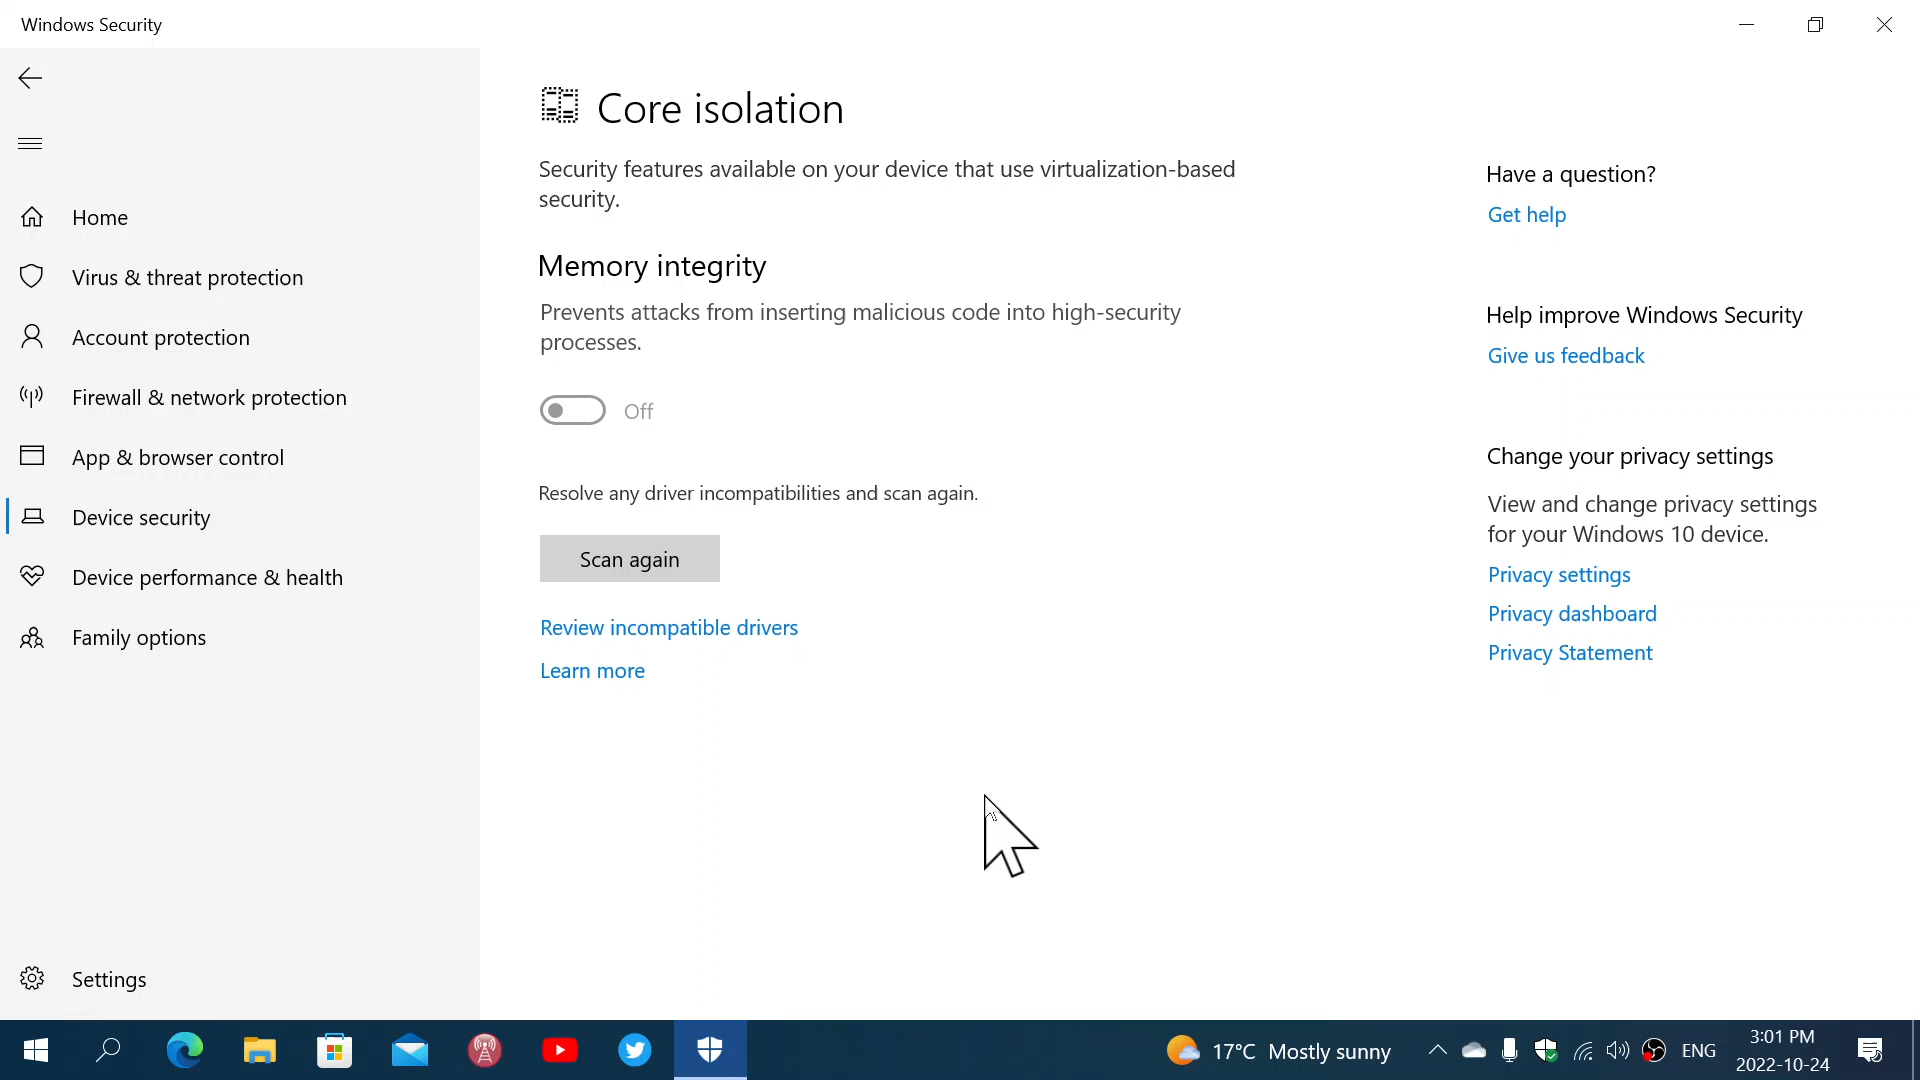 Windows Security
Home
Virus & threat protection
Account protection
Firewall & network protection
App & browser control
Device security
Device performance & health
Family options
Settings
Core isolation
Security features available on your device that use virtualization-based
security.
Memory integrity
Prevents attacks from inserting malicious code into high-security
processes.
Off
Resolve any driver incompatibilities and scan again.
Scan again
Review incompatible drivers
Learn more
Have a question?
Get help
Help improve Windows Security
Give us feedback
Change your privacy settings
View and change privacy settings
for your Windows 10 device.
Privacy settings
Privacy dashboard
Privacy Statement
17°C Mostly sunny
ENG
3:01 PM
2022-10-24